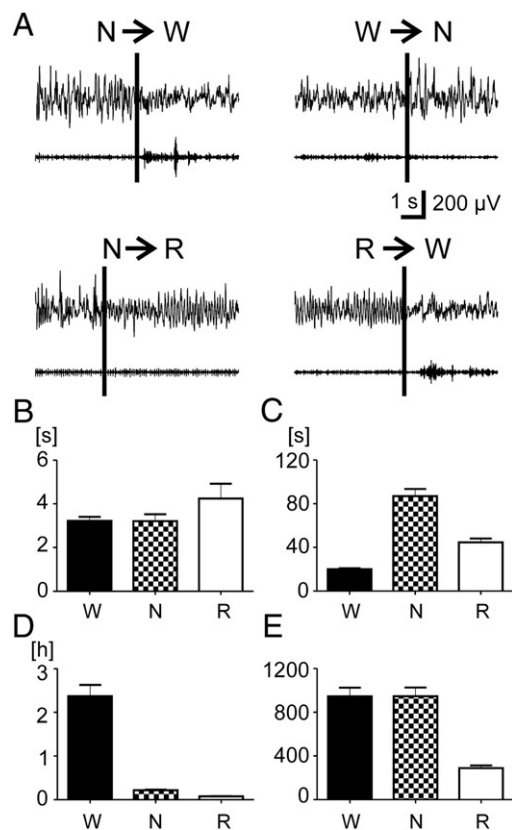 A
N → W
W → N
1 s 200 µV
N → R
R → W
B
C
[s]
[s]
6
4
2
0
W N R
120
80
40
0
W N R
D
E
[h]
3
2
1
0
W N R
1200
800
400
0
W N R